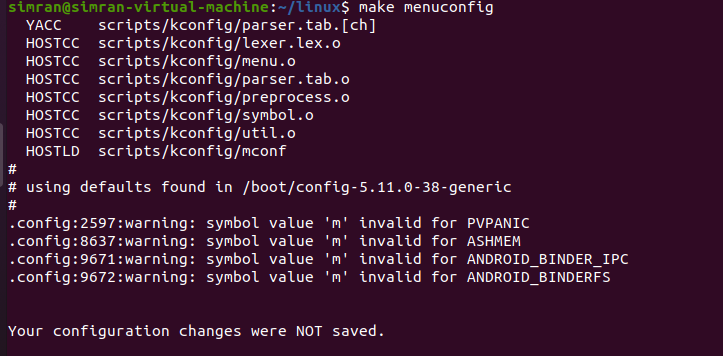 simran@simran-virtual-machine:~/linux$ make menuconfig
YACC    scripts/kconfig/parser.tab.[ch]
HOSTCC  scripts/kconfig/lexer.lex.o
HOSTCC  scripts/kconfig/menu.o
HOSTCC  scripts/kconfig/parser.tab.o
HOSTCC  scripts/kconfig/preprocess.o
HOSTCC  scripts/kconfig/symbol.o
HOSTCC  scripts/kconfig/util.o
HOSTLD  scripts/kconfig/mconf
#
# using defaults found in /boot/config-5.11.0-38-generic
#
.config:2597:warning: symbol value 'm' invalid for PVPANIC
.config:8637:warning: symbol value 'm' invalid for ASHMEM
.config:9671:warning: symbol value 'm' invalid for ANDROID_BINDER_IPC
.config:9672:warning: symbol value 'm' invalid for ANDROID_BINDERFS
Your configuration changes were NOT saved.